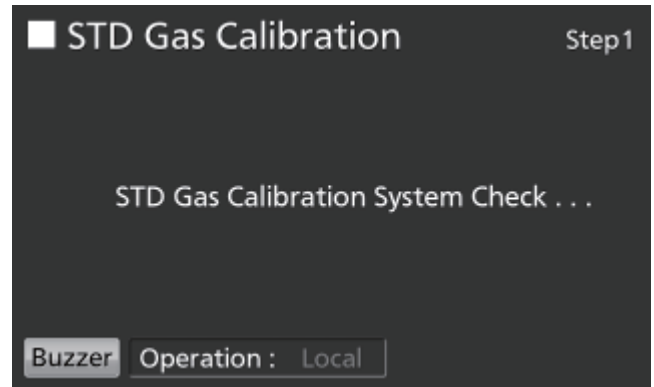 STD Gas Calibration
Step1
STD Gas Calibration System Check . . .
Buzzer
Operation : Local